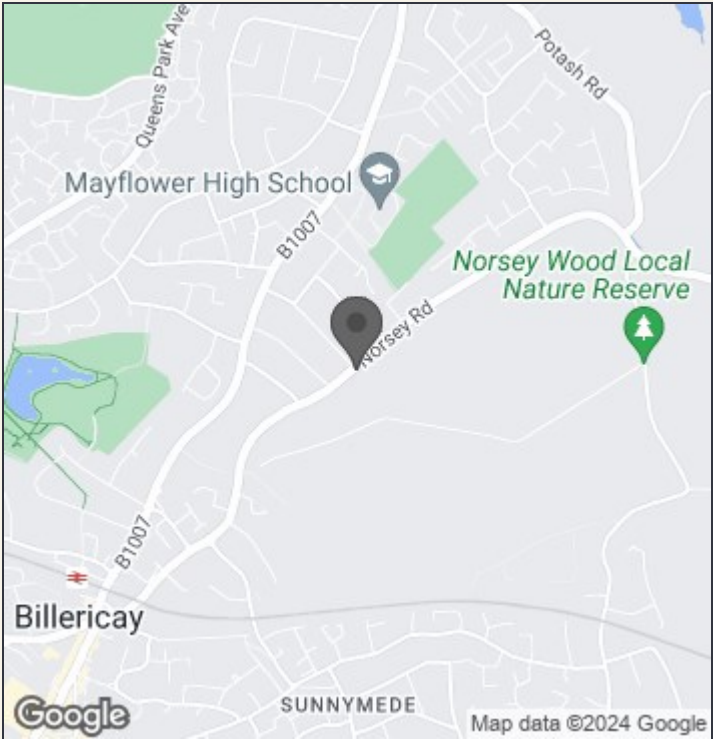 Queens Park Ave
Potash Rd
Mayflower High School
B1007
Norsey Wood Local
Nature Reserve
Norsey Rd
B1007
Billericay
SUNNYMEDE
Google
Map data ©2024 Google